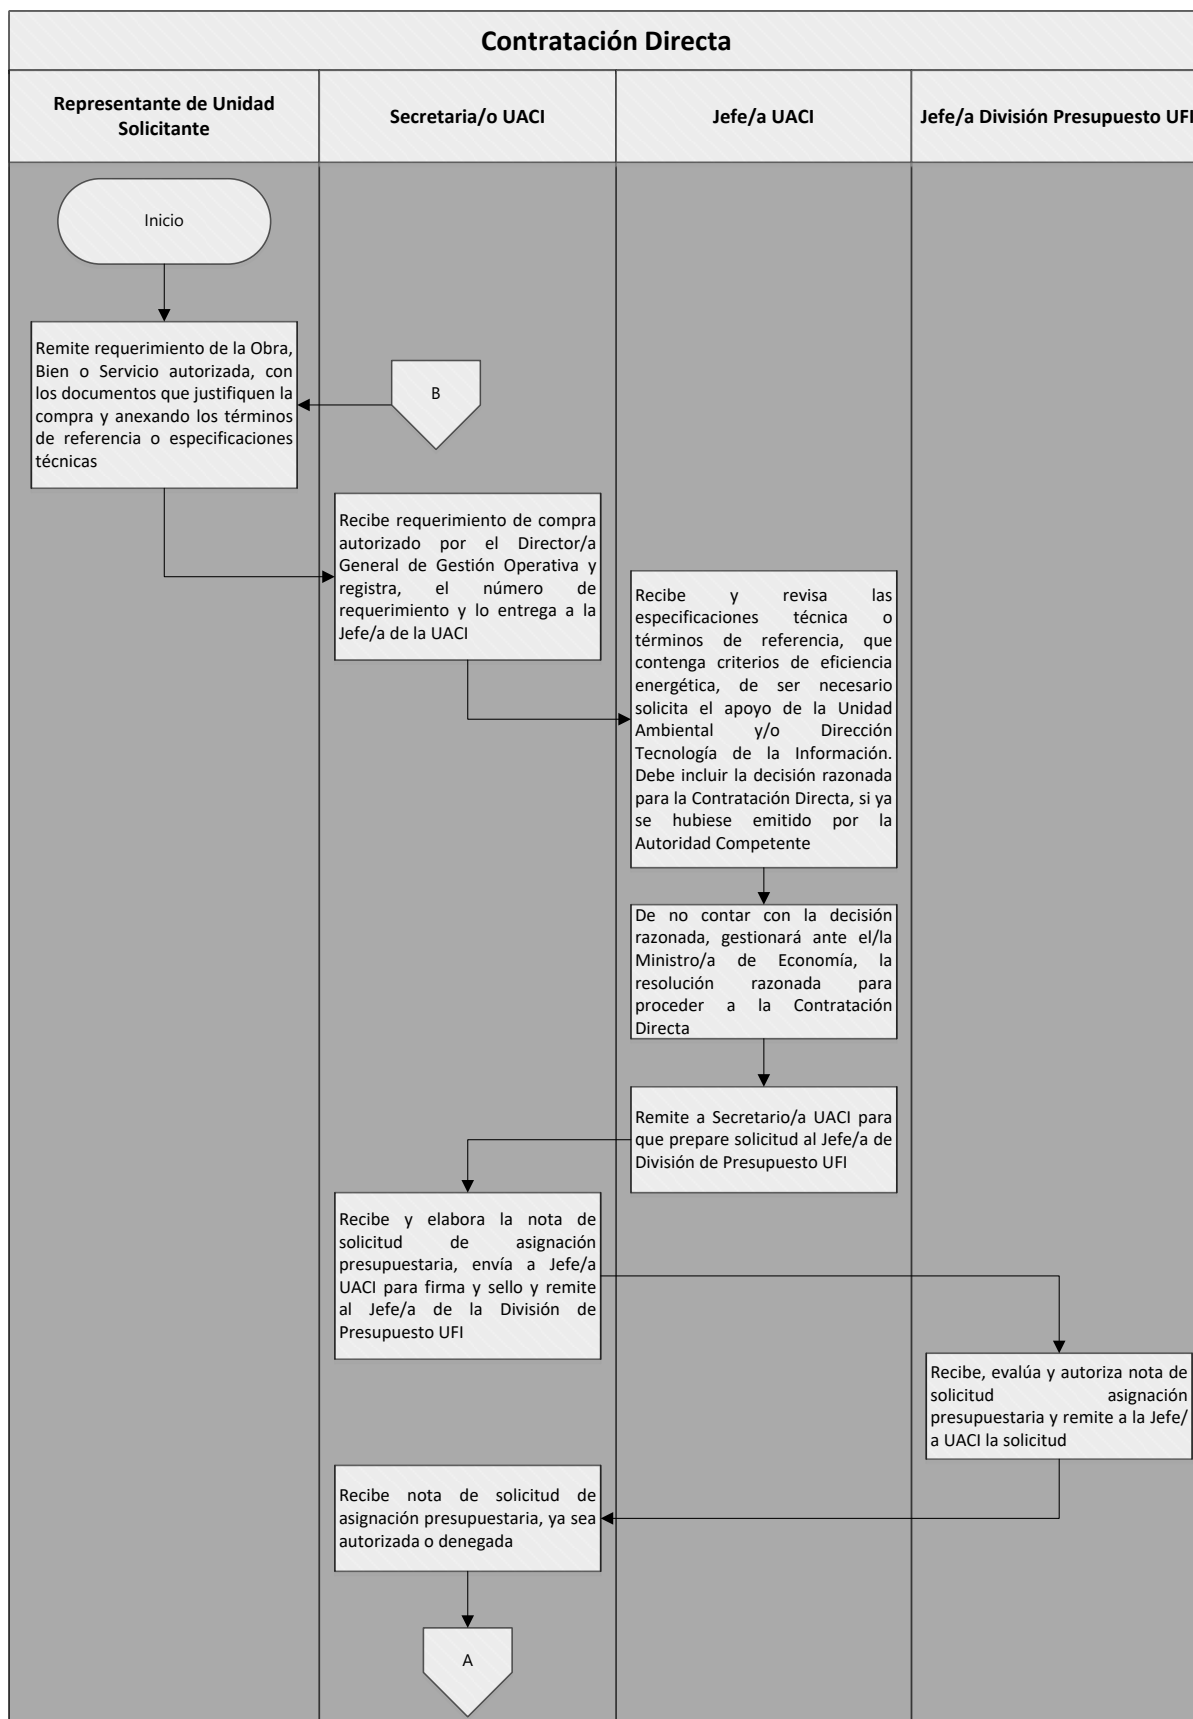 Contratación Directa
Representante de Unidad
Solicitante
Secretaria/o UACI
Jefe/a UACI
Jefe/a División Presupuesto UFI
Inicio
Remite requerimiento de la Obra,
Bien o Servicio autorizada, con
los documentos que justifiquen la
compra y anexando los términos
de referencia o especificaciones
técnicas
B
Recibe requerimiento de compra
autorizado por el Director/a
General de Gestión Operativa y
registra, el número de
requerimiento y lo entrega a la
Jefe/a de la UACI
Recibe y revisa las
especificaciones técnica o
términos de referencia, que
contenga criterios de eficiencia
energética, de ser necesario
solicita el apoyo de la Unidad
Ambiental y/o Dirección
Tecnología de la Información.
Debe incluir la decisión razonada
para la Contratación Directa, si ya
se hubiese emitido por la
Autoridad Competente
De no contar con la decisión
razonada, gestionará ante el/la
Ministro/a de Economía, la
resolución razonada para
proceder a la Contratación
Directa
Remite a Secretario/a UACI para
que prepare solicitud al Jefe/a de
División de Presupuesto UFI
Recibe y elabora la nota de
solicitud de asignación
presupuestaria, envía a Jefe/a
UACI para firma y sello y remite
al Jefe/a de la División de
Presupuesto UFI
Recibe, evalúa y autoriza nota de
solicitud asignación
presupuestaria y remite a la Jefe/
a UACI la solicitud
Recibe nota de solicitud de
asignación presupuestaria, ya sea
autorizada o denegada
A